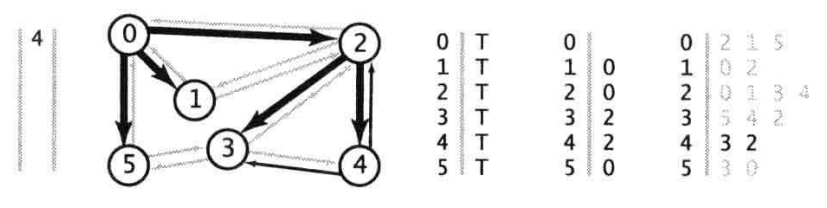 4
0
2
1
3
5
4
0 T 0 0 2 1 5
1 T 1 0 1 0 2
2 T 2 0 2 0 1 3 4
3 T 3 2 3 5 4 2
4 T 4 2 4 3 2
5 T 5 0 5 3 0